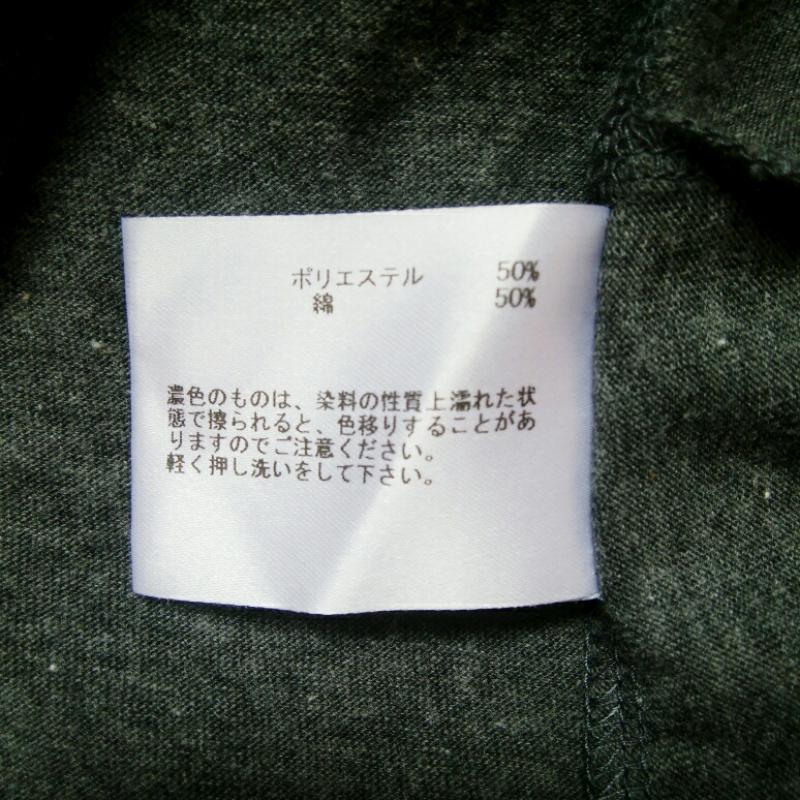 ポリエステル 50%
綿 50%
濃色のものは、染料の性質上濡れた状
態で擦られると、色移りすることがあ
りますのでご注意ください。
軽く押し洗いをして下さい。